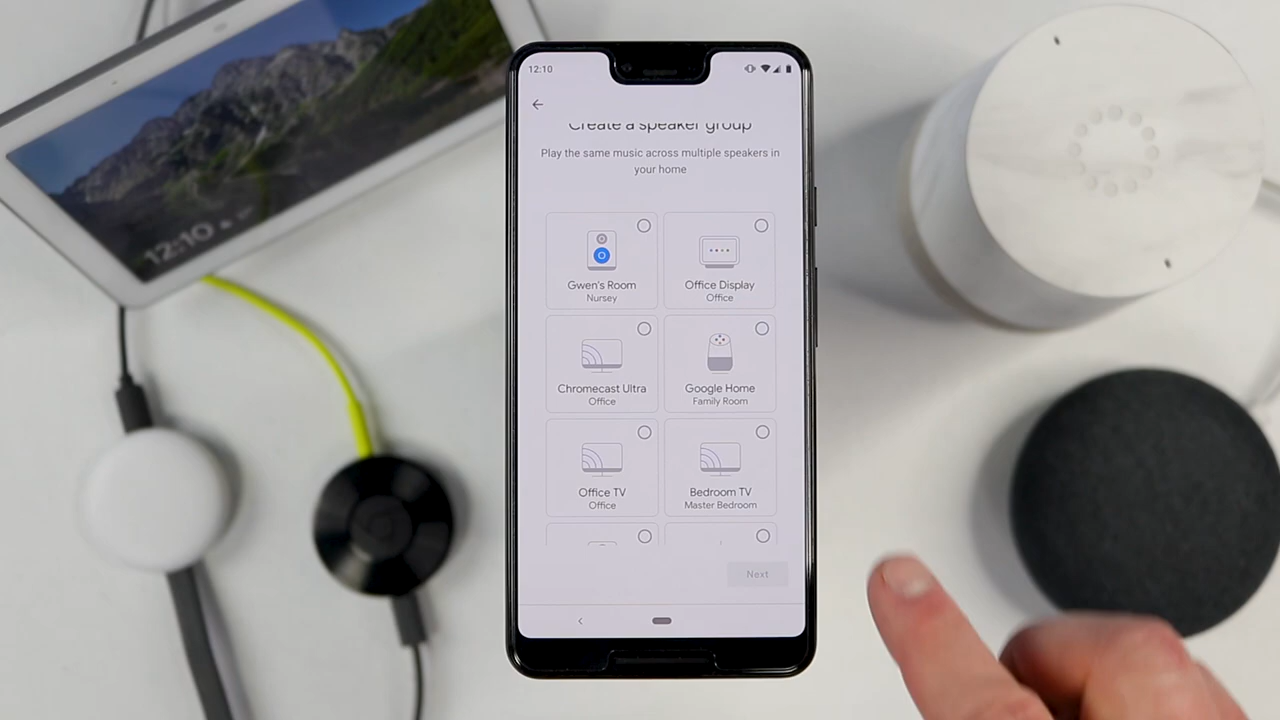 12:10
Create a speaker group
Play the same music across multiple speakers in
your home
Gwen's Room
Nursey
Office Display
Office
Chromecast Ultra
Office
Google Home
Family Room
Office TV
Office
Bedroom TV
Master Bedroom
Next
12:10